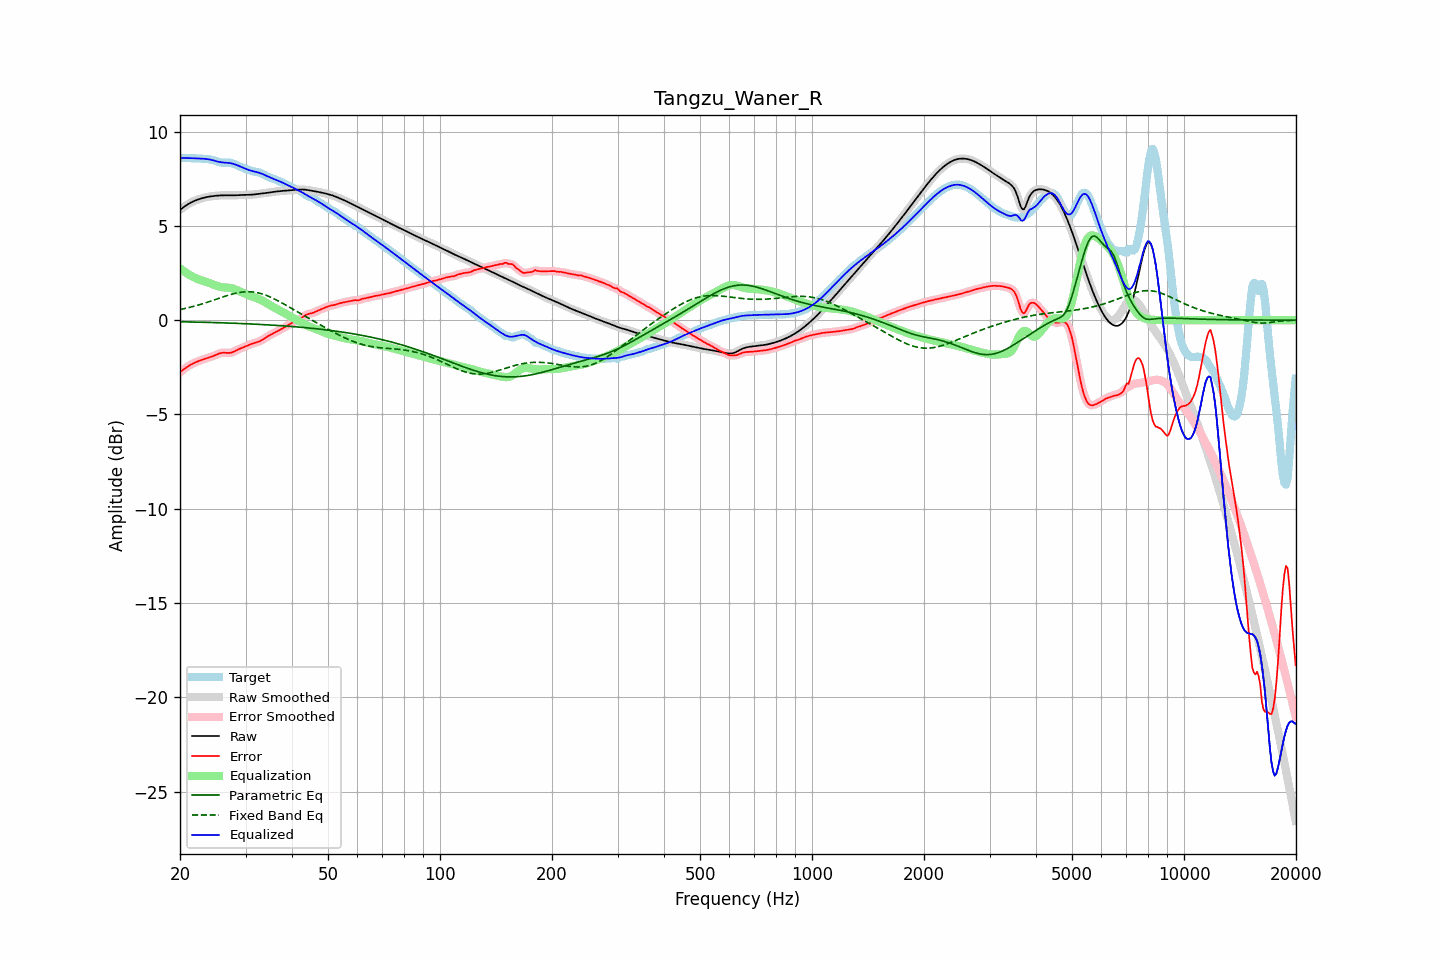 Tangzu_Waner_R
10
5
0
−5
−10
−15
−20
−25
Amplitude (dBr)
Target
Raw Smoothed
Error Smoothed
Raw
Error
Equalization
Parametric Eq
Fixed Band Eq
Equalized
20 50 100 200 500 1000 2000 5000 10000 20000
Frequency (Hz)